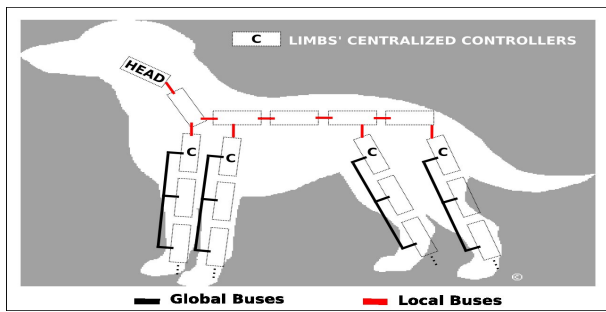 C LIMBS' CENTRALIZED CONTROLLERS
HEAD
C
C
C
C
©
Global Buses
Local Buses